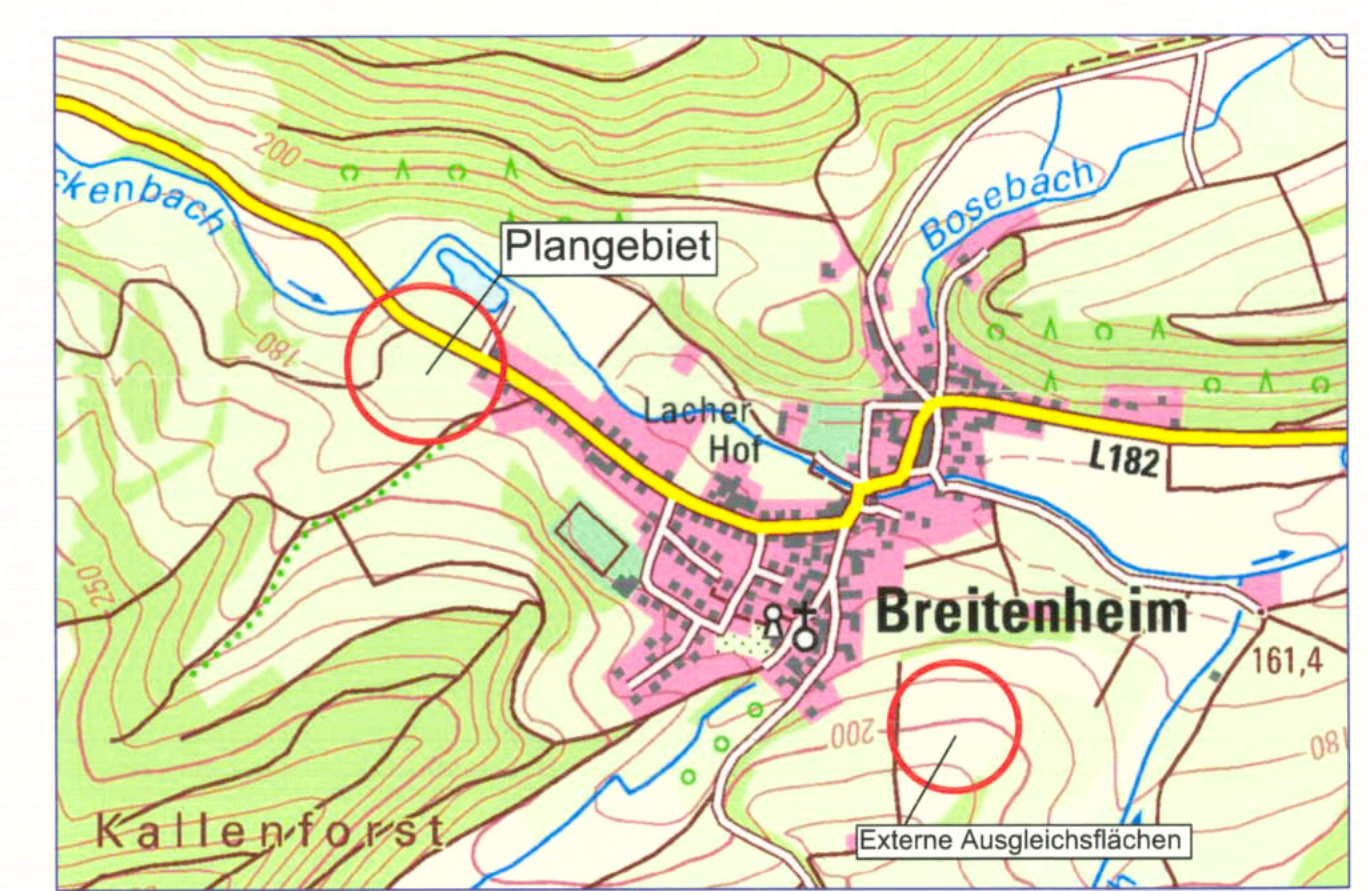 200
ckenbach
Bosebach
Plangebiet
180
Lacher
Hof
L182
250
Breitenheim
161,4
200
180
Kallenforst
Externe Ausgleichsflächen
h